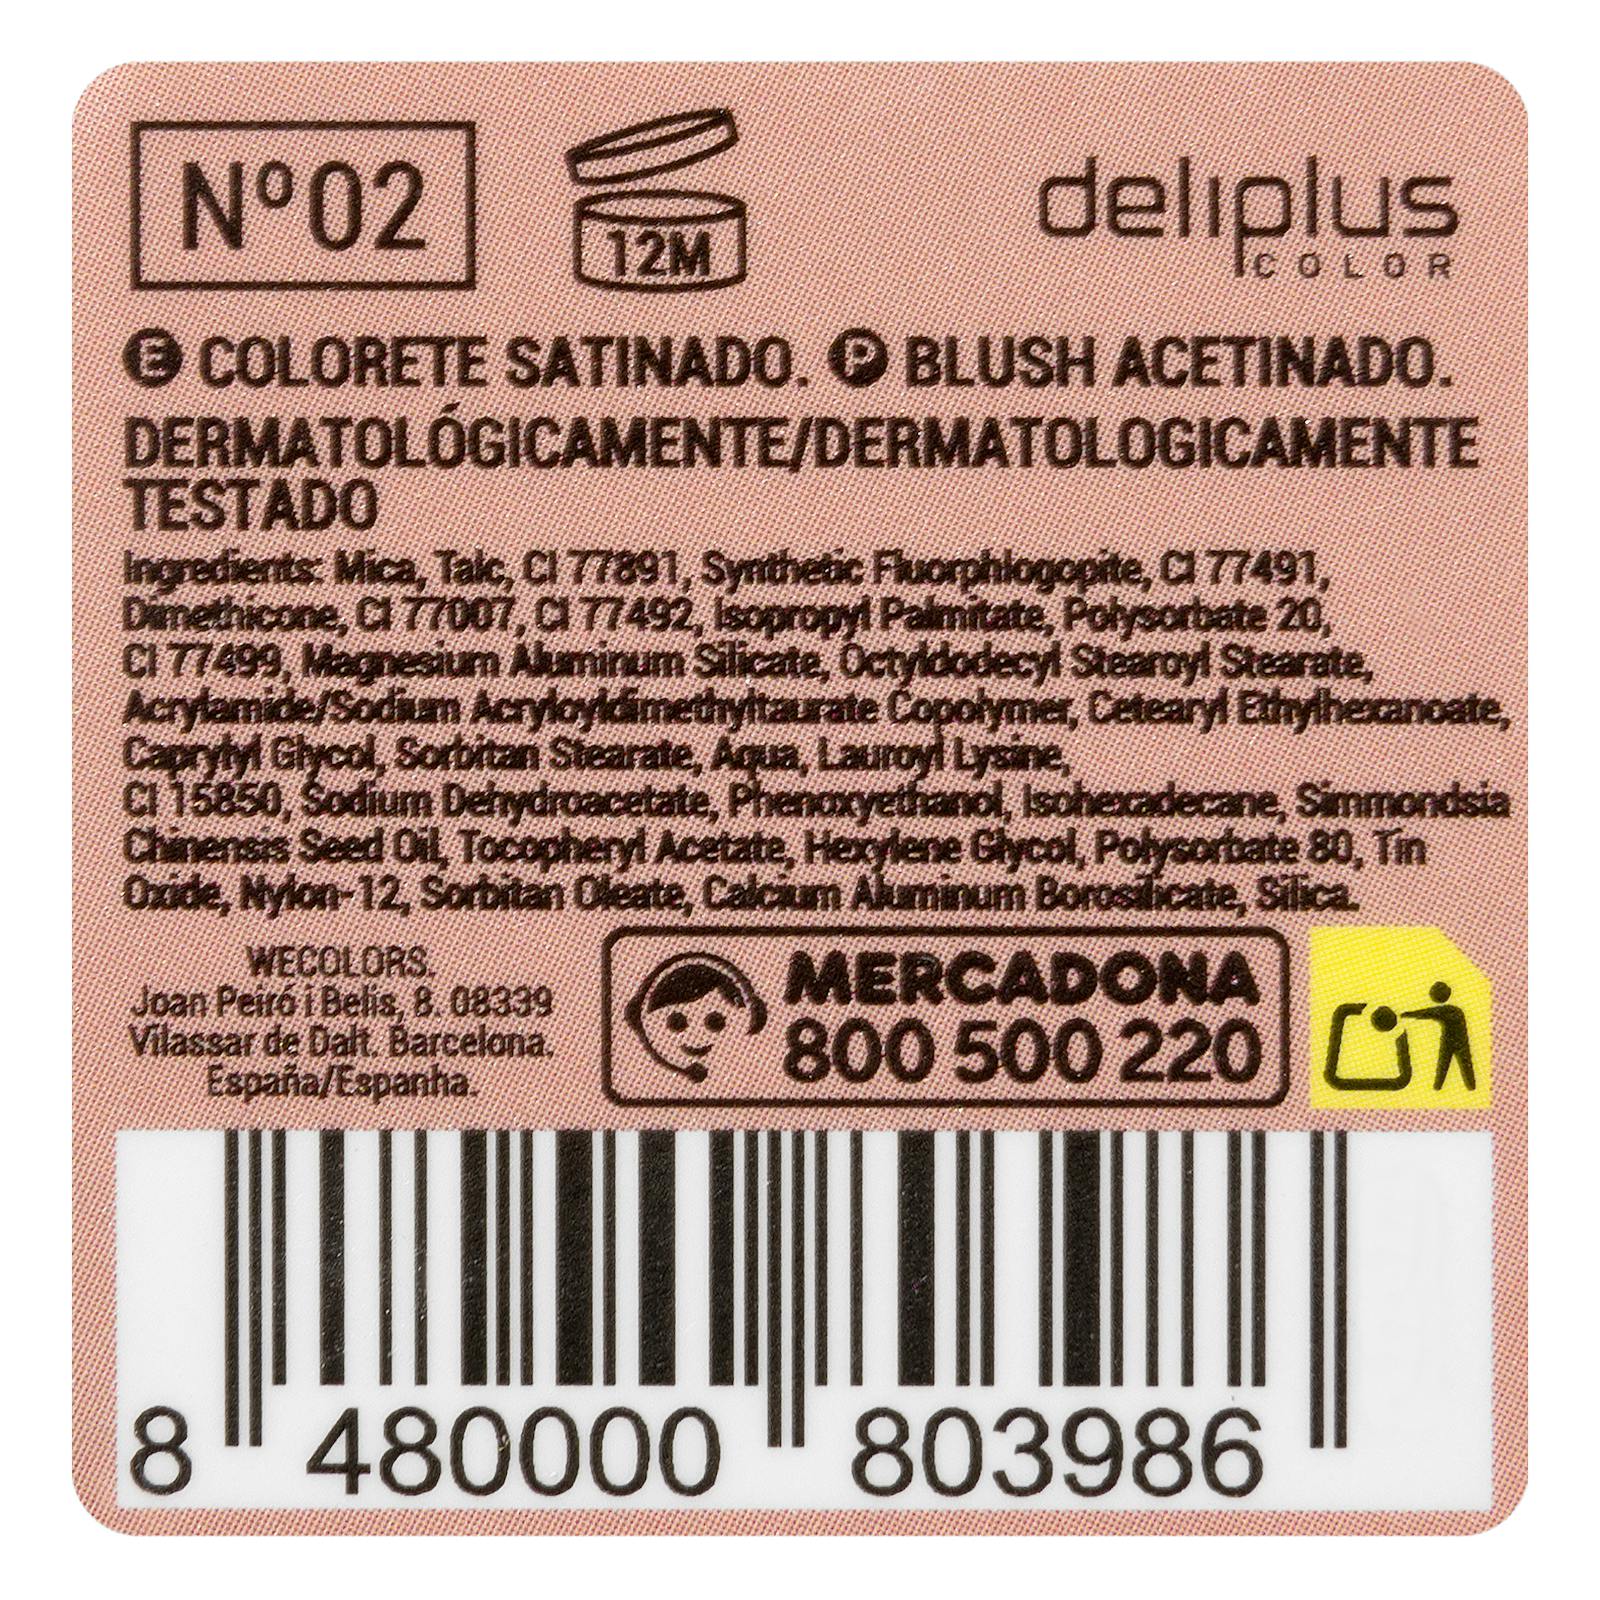 Nº02
12M
deliplus
COLOR
E COLORETE SATINADO. P BLUSH ACETINADO.
DERMATOLÓGICAMENTE/DERMATOLOGICAMENTE
TESTADO
Ingredients: Mica, Talc, CI 77891, Synthetic Fluorphlogopite, CI 77491,
Dimethicone, CI 77007, CI 77492, Isopropyl Palmitate, Polysorbate 20,
CI 77499, Magnesium Aluminum Silicate, Octyldodecyl Stearoyl Stearate,
Acrylamide/Sodium Acryloyldimethyltaurate Copolymer, Cetearyl Ethylhexanoate,
Caprylyl Glycol, Sorbitan Stearate, Aqua, Lauroyl Lysine,
CI 15850, Sodium Dehydroacetate, Phenoxyethanol, Isohexadecane, Simmondsia
Chinensis Seed Oil, Tocopheryl Acetate, Hexylene Glycol, Polysorbate 80, Tin
Oxide, Nylon-12, Sorbitan Oleate, Calcium Aluminum Borosilicate, Silica.
WECOLORS.
Joan Peiró i Belis, 8. 08339
Vilassar de Dalt. Barcelona.
España/Espanha.
MERCADONA
800 500 220
8 480000 803986